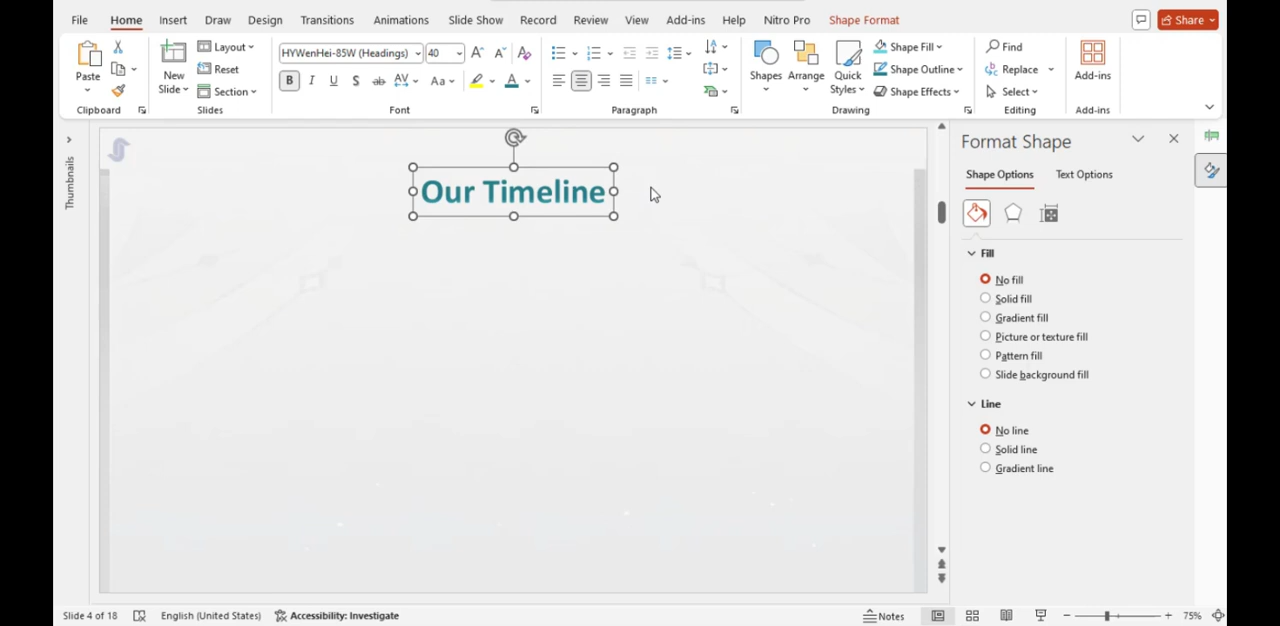 File Home Insert Draw Design Transitions Animations Slide Show Record Review View Add-ins Help Nitro Pro Shape Format Share
Paste
Clipboard
New
Slide
Layout
Reset
Section
Slides
HYWenHei-85W (Headings) 40
B I U S ab AV Aa A
Font
Paragraph
Shapes Arrange Quick
Styles
Shape Fill
Shape Outline
Shape Effects
Drawing
Find
Replace
Select
Editing
Add-ins
Add-ins
Thumbnails
Our Timeline
Format Shape
Shape Options Text Options
Fill
No fill
Solid fill
Gradient fill
Picture or texture fill
Pattern fill
Slide background fill
Line
No line
Solid line
Gradient line
Slide 4 of 18 English (United States) Accessibility: Investigate Notes 75%